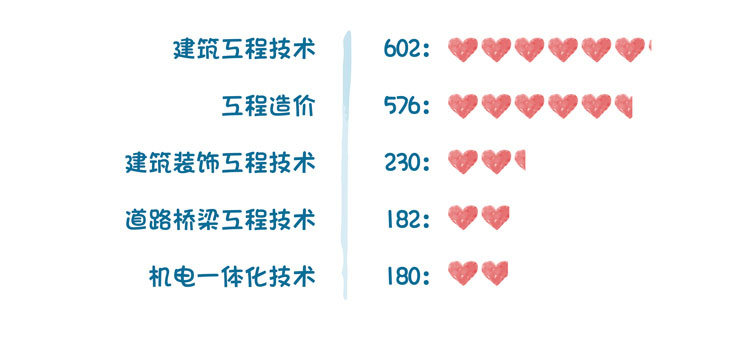 建筑工程技术 602：
工程造价 576：
建筑装饰工程技术 230：
道路桥梁工程技术 182：
机电一体化技术 180：